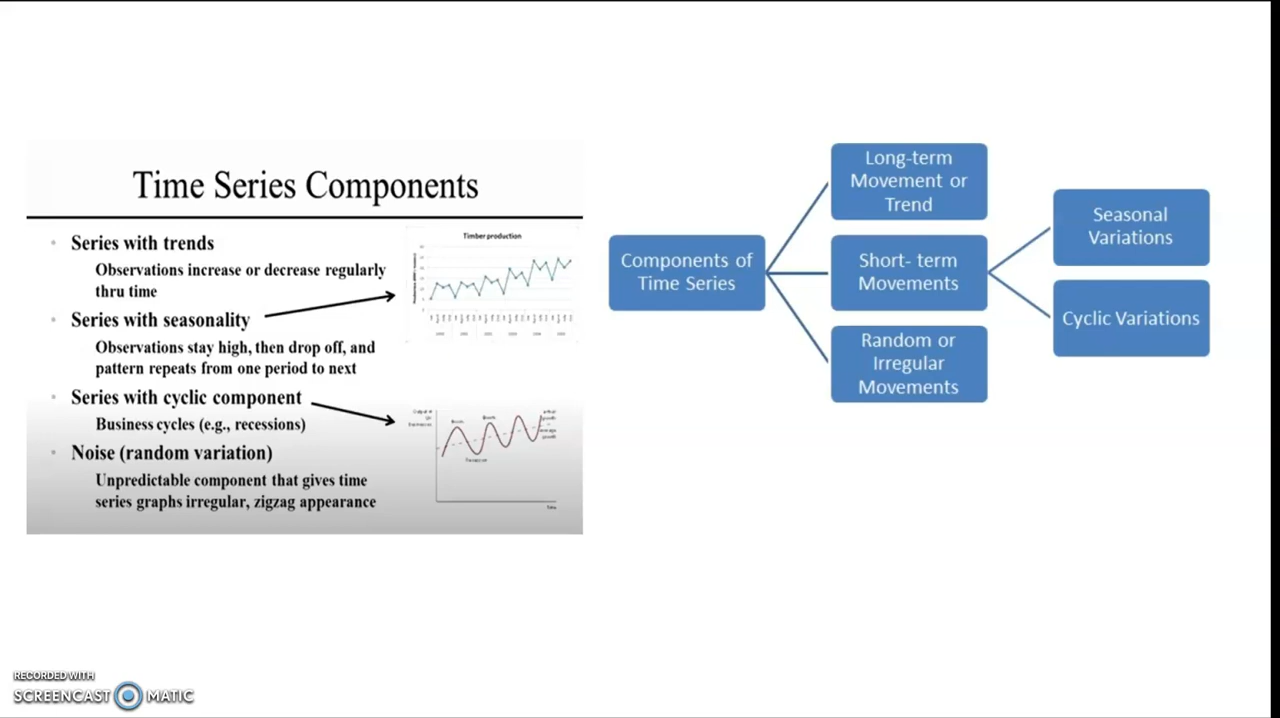 Time Series Components
Series with trends
Observations increase or decrease regularly
thru time
Series with seasonality
Observations stay high, then drop off, and
pattern repeats from one period to next
Series with cyclic component
Business cycles (e.g., recessions)
Noise (random variation)
Unpredictable component that gives time
series graphs irregular, zigzag appearance
Timber production
Components of
Time Series
Long-term
Movement or
Trend
Short- term
Movements
Random or
Irregular
Movements
Seasonal
Variations
Cyclic Variations
RECORDED WITH
SCREENCAST MATIC